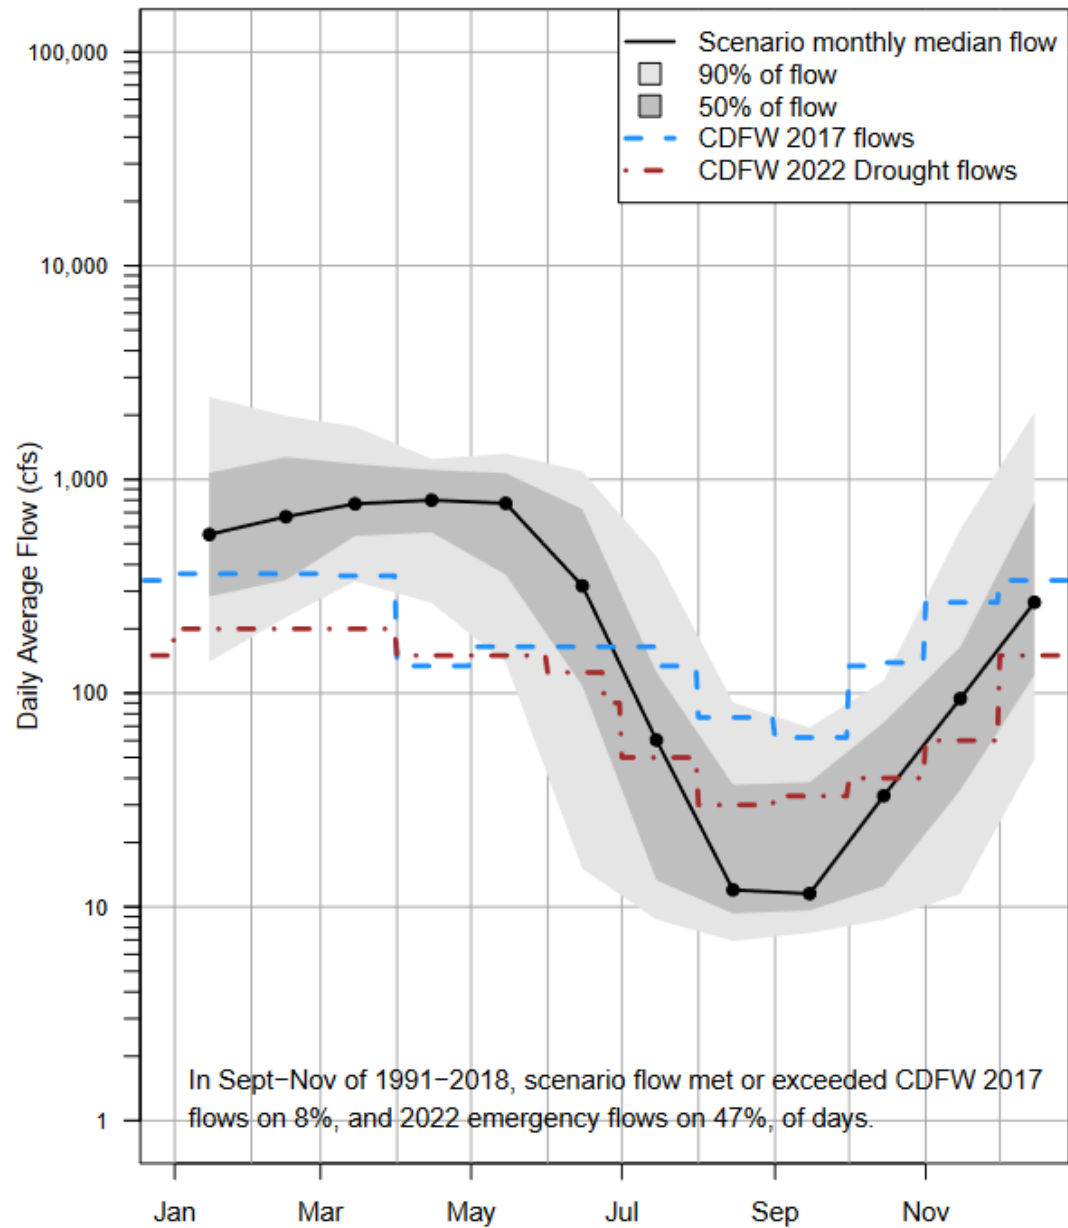 Scenario monthly median flow
90% of flow
50% of flow
CDFW 2017 flows
CDFW 2022 Drought flows
Daily Average Flow (cfs)
100,000
10,000
1,000
100
10
1
In Sept−Nov of 1991−2018, scenario flow met or exceeded CDFW 2017
flows on 8%, and 2022 emergency flows on 47%, of days.
Jan Mar May Jul Sep Nov